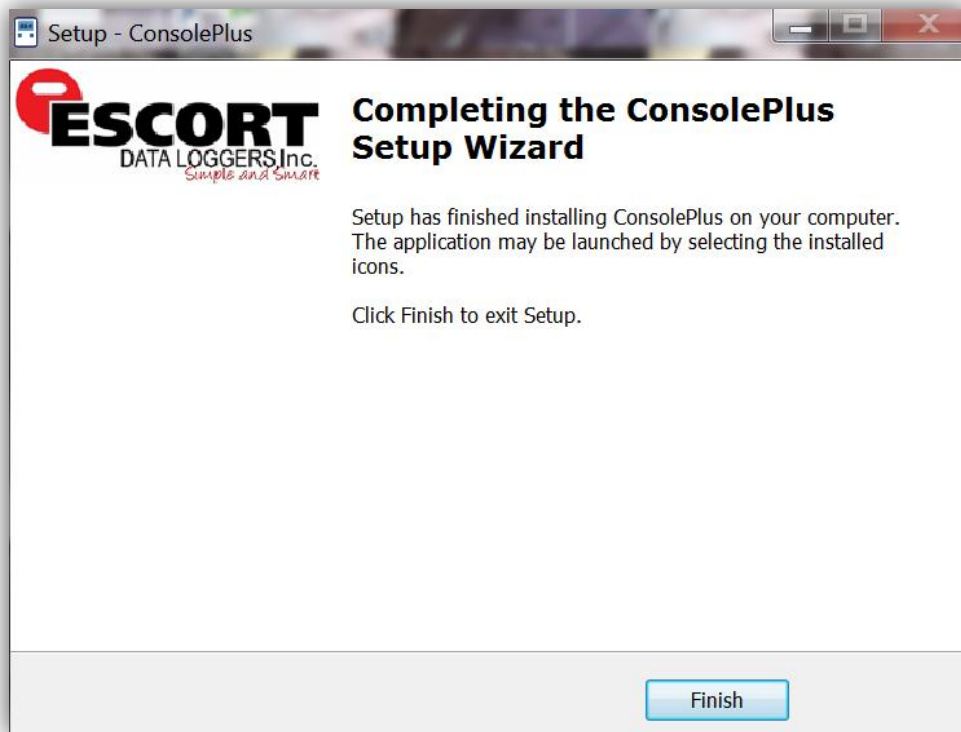 Setup - ConsolePlus
ESCORT
DATA LOGGERS,Inc.
Simple and Smart
Completing the ConsolePlus
Setup Wizard
Setup has finished installing ConsolePlus on your computer.
The application may be launched by selecting the installed
icons.
Click Finish to exit Setup.
Finish